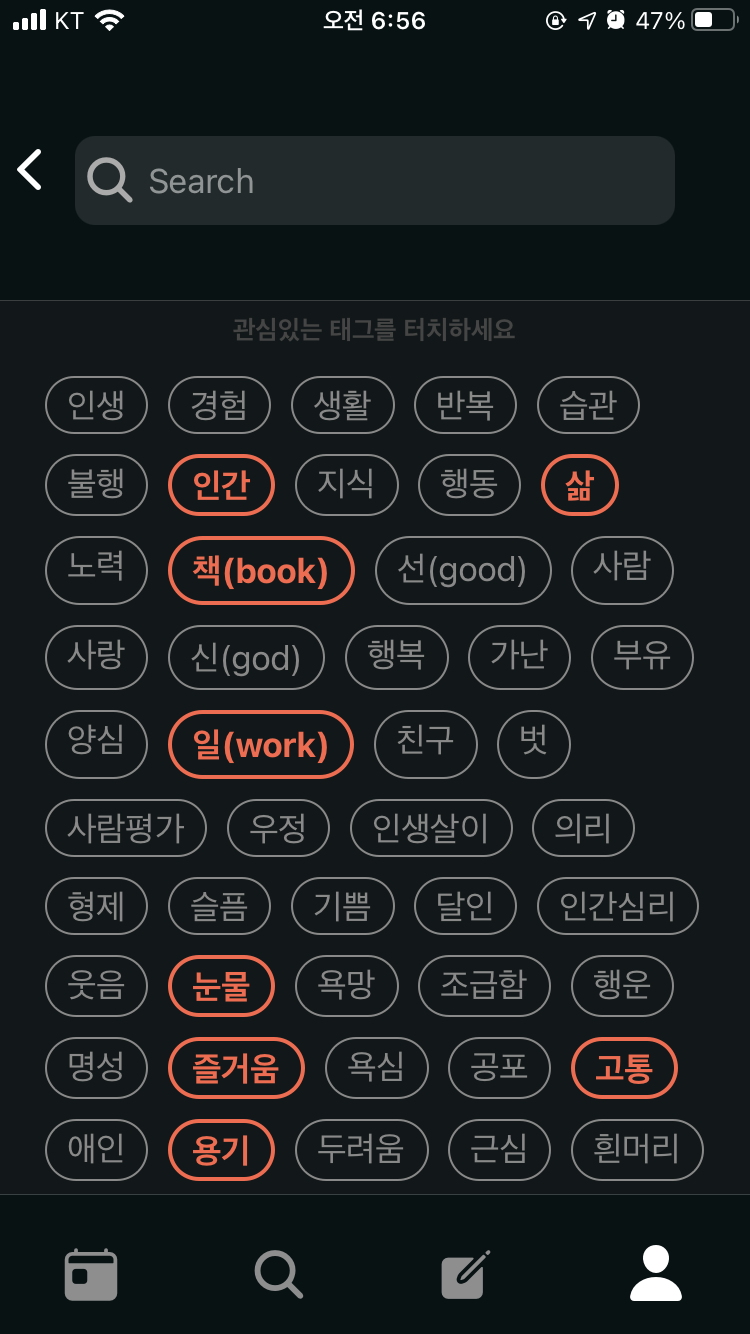 KT 오전 6:56 47%
Search
관심있는 태그를 터치하세요
인생 경험 생활 반복 습관
불행 인간 지식 행동 삶
노력 책(book) 선(good) 사람
사랑 신(god) 행복 가난 부유
양심 일(work) 친구 벗
사람평가 우정 인생살이 의리
형제 슬픔 기쁨 달인 인간심리
웃음 눈물 욕망 조급함 행운
명성 즐거움 욕심 공포 고통
애인 용기 두려움 근심 흰머리